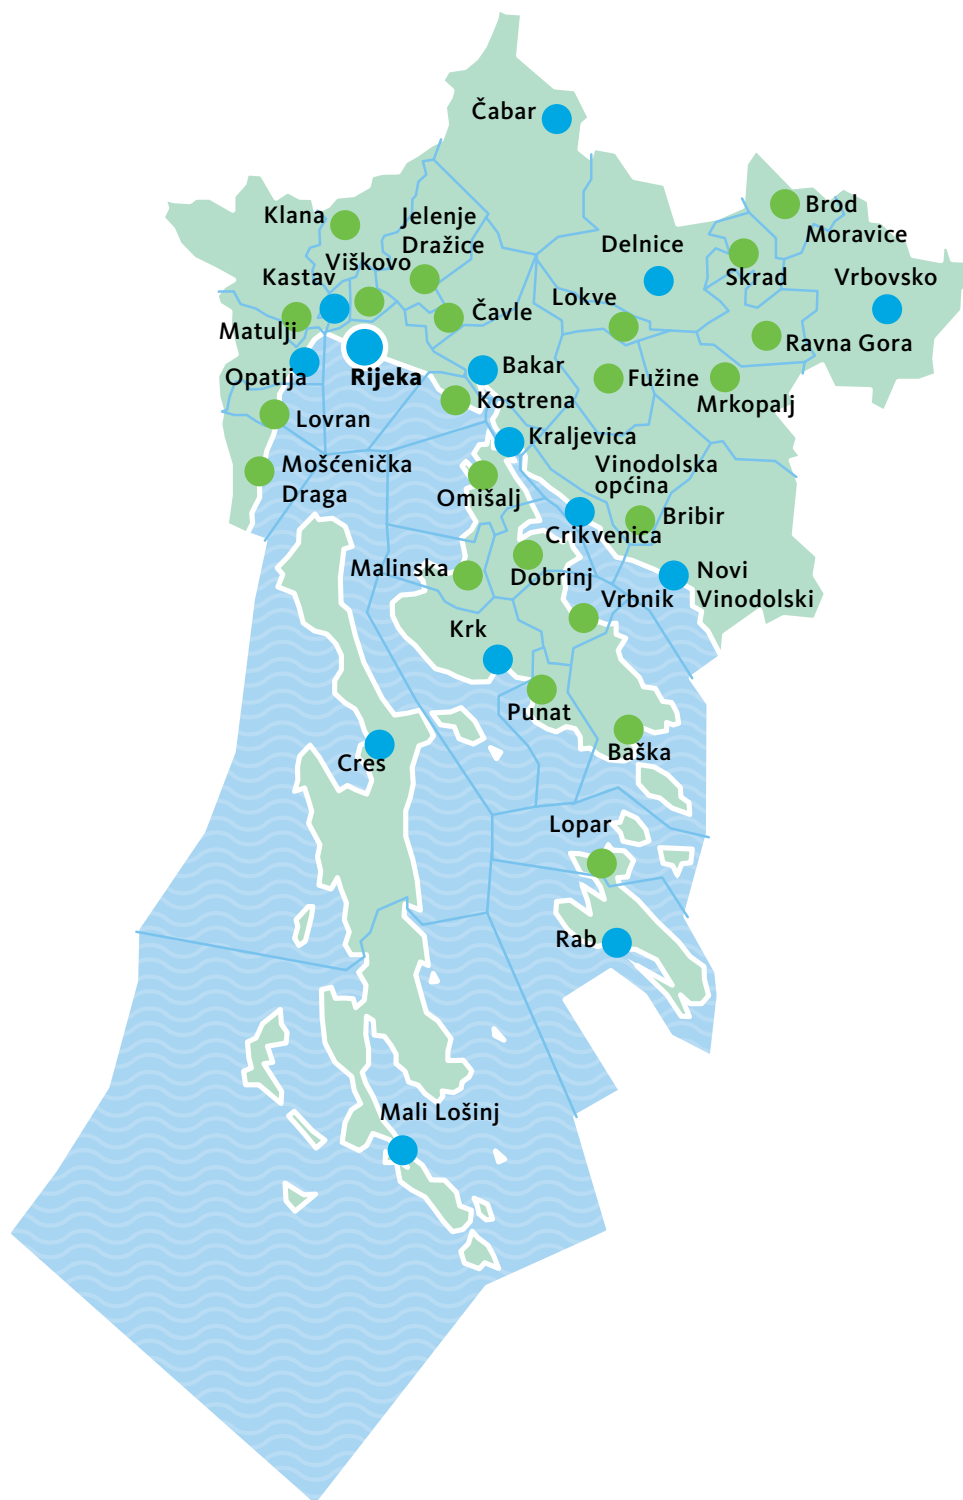 Čabar
Klana
Jelenje
Dražice
Brod
Moravice
Delnice
Viškovo
Skrad
Vrbovsko
Kastav
Lokve
Čavle
Matulji
Ravna Gora
Opatija
Rijeka
Bakar
Fužine
Mrkopalj
Kostrena
Lovran
Kraljevica
Mošćenička
Draga
Vinodolska
općina
Omišalj
Bribir
Crikvenica
Malinska
Dobrinj
Novi
Vinodolski
Vrbnik
Krk
Punat
Baška
Cres
Lopar
Rab
Mali Lošinj